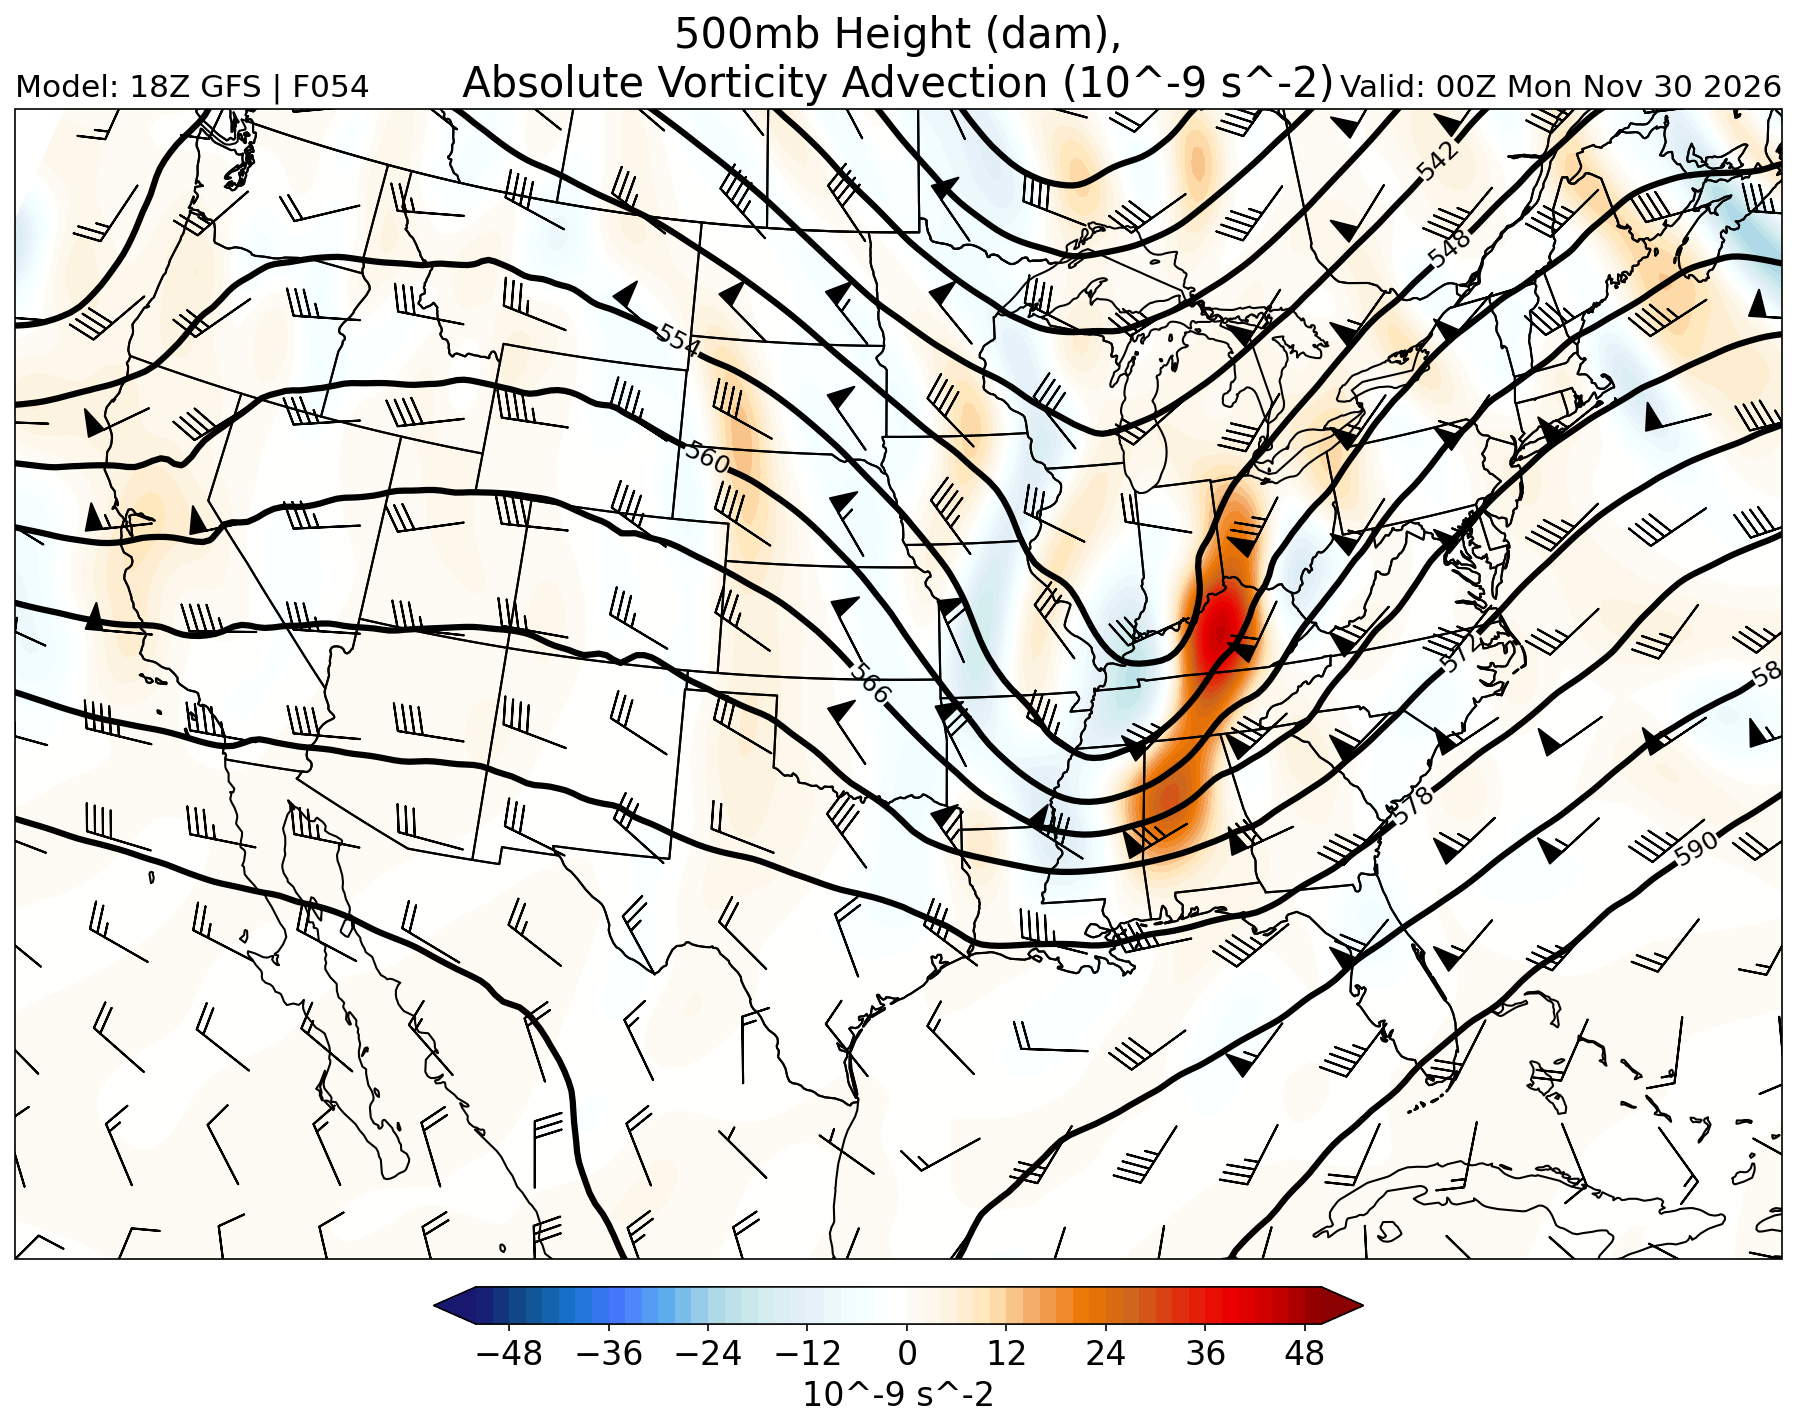 500mb Height (dam),
Model: 18Z GFS | F054
Absolute Vorticity Advection (10^-9 s^-2)
Valid: 00Z Mon Nov 30 2026
542
548
554
560
566
57
58
578
590
−48 −36 −24 −12 0 12 24 36 48
10^-9 s^-2